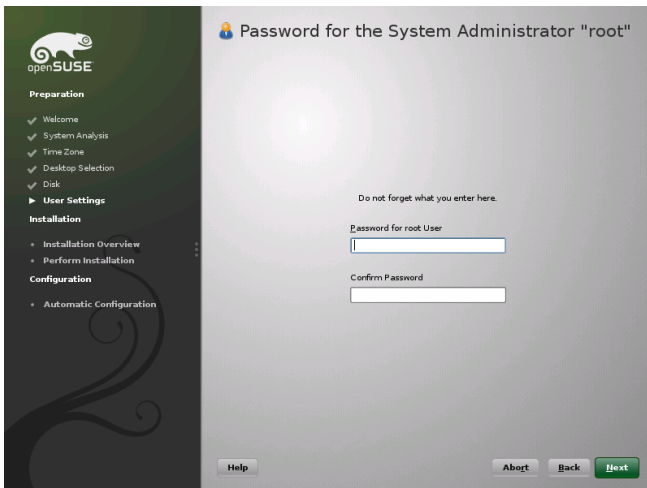 openSUSE
Preparation
Welcome
System Analysis
Time Zone
Desktop Selection
Disk
User Settings
Installation
Installation Overview
Perform Installation
Configuration
Automatic Configuration
Password for the System Administrator "root"
Do not forget what you enter here.
Password for root User
Confirm Password
Help
Abort
Back
Next